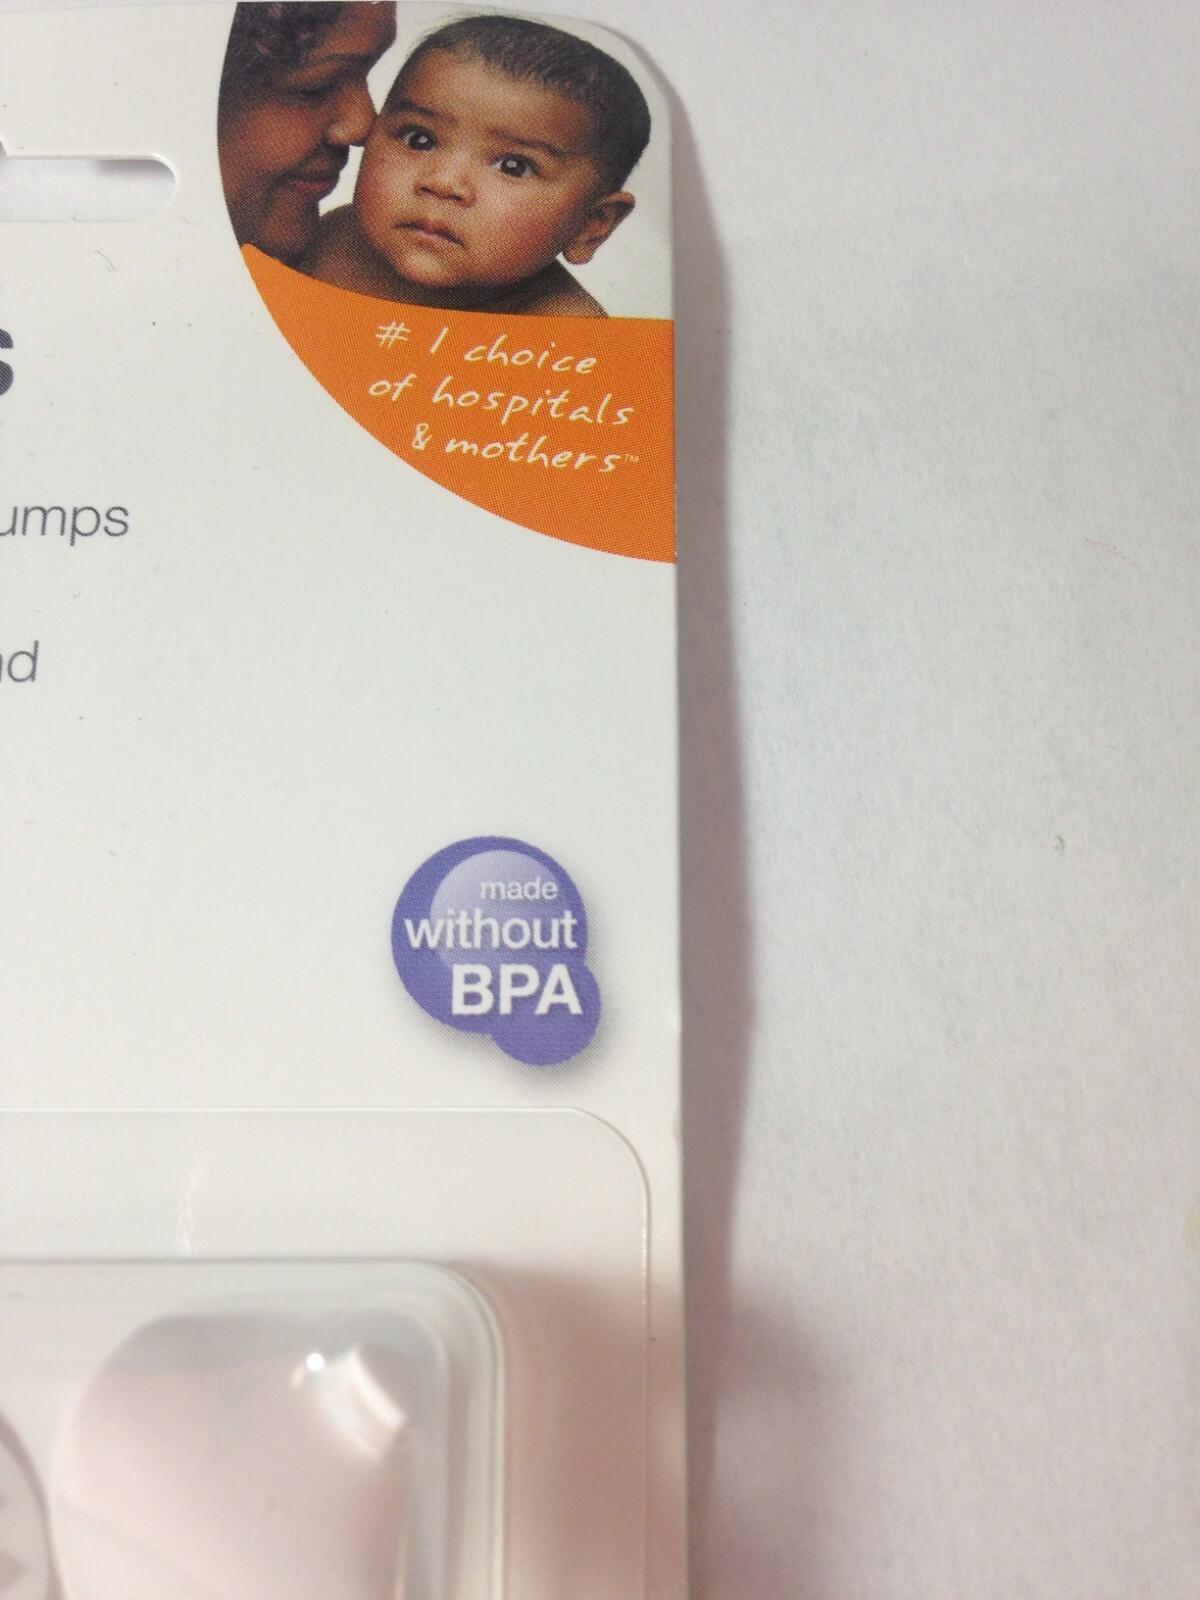 # 1 choice
of hospitals
& mothers™
s
umps
nd
made
without
BPA